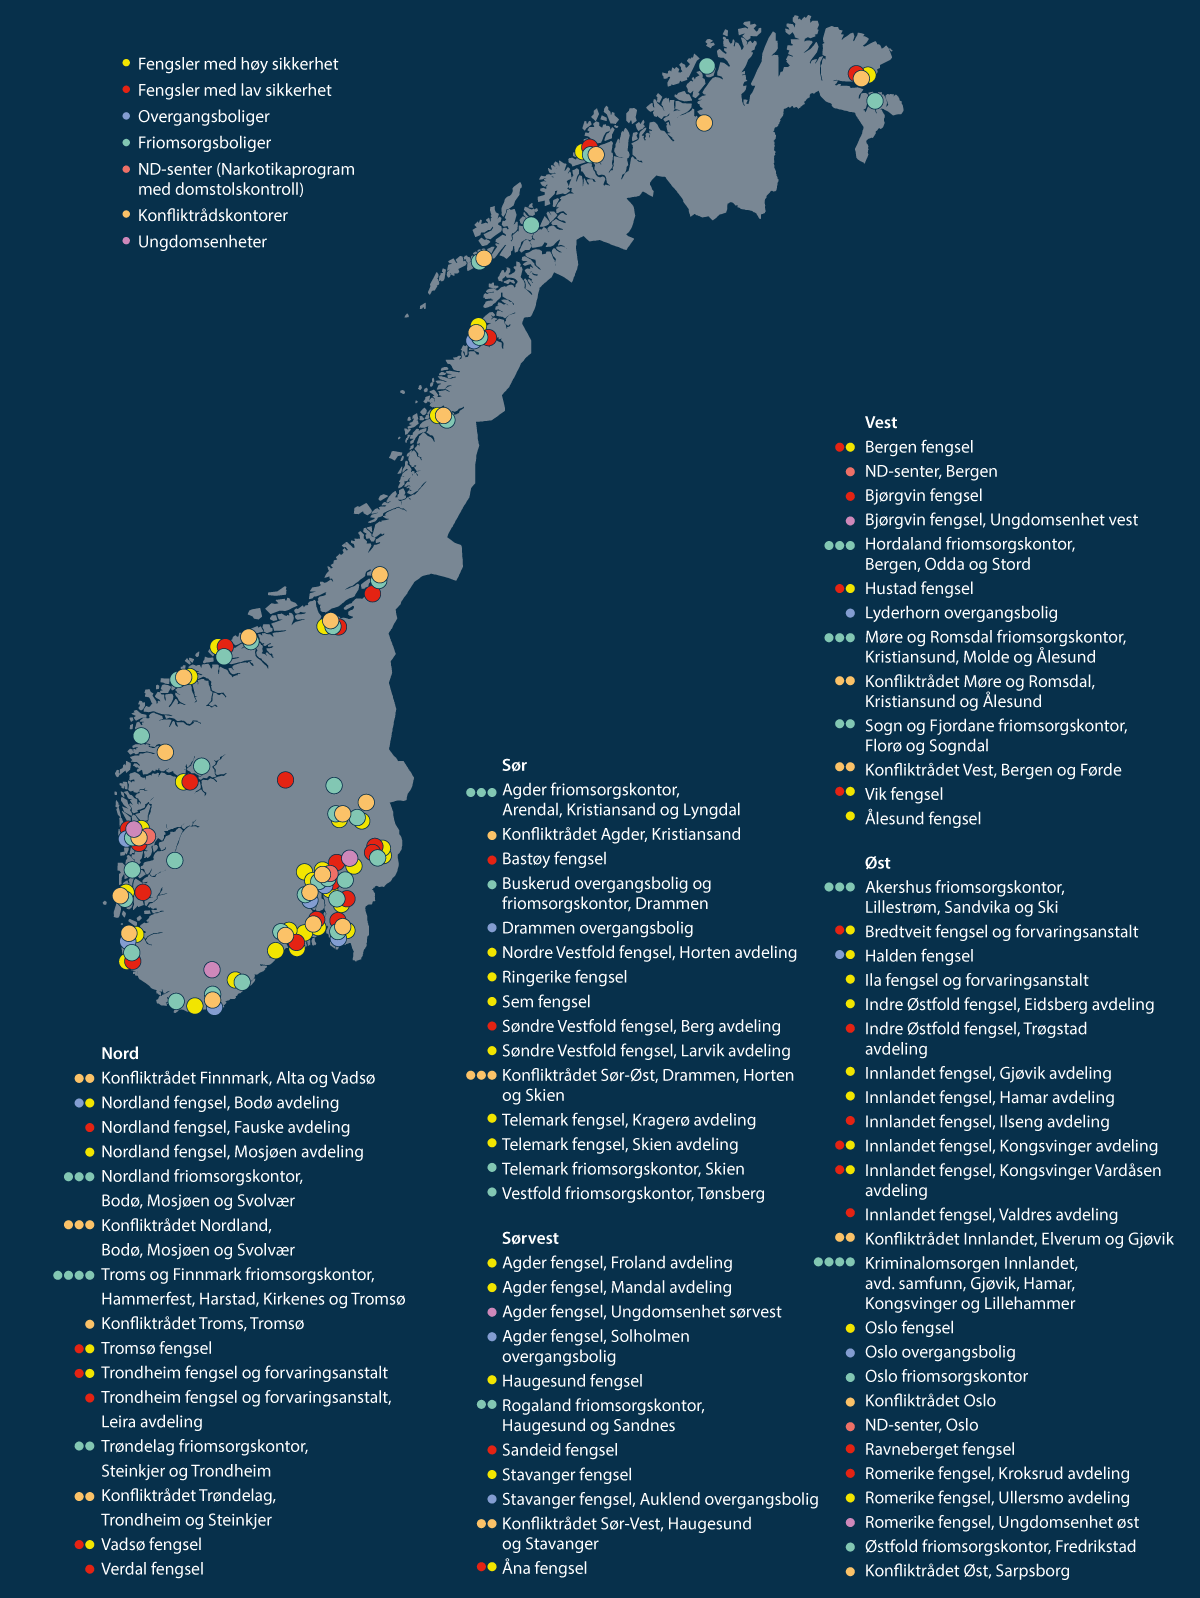 Fengsler med høy sikkerhet
Fengsler med lav sikkerhet
Overgangsboliger
Friomsorgsboliger
ND-senter (Narkotikaprogram
med domstolskontroll)
Konfliktrådskontorer
Ungdomsenheter
Nord
Konfliktrådet Finnmark, Alta og Vadsø
Nordland fengsel, Bodø avdeling
Nordland fengsel, Fauske avdeling
Nordland fengsel, Mosjøen avdeling
Nordland friomsorgskontor,
Bodø, Mosjøen og Svolvær
Konfliktrådet Nordland,
Bodø, Mosjøen og Svolvær
Troms og Finnmark friomsorgskontor,
Hammerfest, Harstad, Kirkenes og Tromsø
Konfliktrådet Troms, Tromsø
Tromsø fengsel
Trondheim fengsel og forvaringsanstalt
Trondheim fengsel og forvaringsanstalt,
Leira avdeling
Trøndelag friomsorgskontor,
Steinkjer og Trondheim
Konfliktrådet Trøndelag,
Trondheim og Steinkjer
Vadsø fengsel
Verdal fengsel
Sør
Agder friomsorgskontor,
Arendal, Kristiansand og Lyngdal
Konfliktrådet Agder, Kristiansand
Bastøy fengsel
Buskerud overgangsbolig og
friomsorgskontor, Drammen
Drammen overgangsbolig
Nordre Vestfold fengsel, Horten avdeling
Ringerike fengsel
Sem fengsel
Søndre Vestfold fengsel, Berg avdeling
Søndre Vestfold fengsel, Larvik avdeling
Konfliktrådet Sør-Øst, Drammen, Horten
og Skien
Telemark fengsel, Kragerø avdeling
Telemark fengsel, Skien avdeling
Telemark friomsorgskontor, Skien
Vestfold friomsorgskontor, Tønsberg
Sørvest
Agder fengsel, Froland avdeling
Agder fengsel, Mandal avdeling
Agder fengsel, Ungdomsenhet sørvest
Agder fengsel, Solholmen
overgangsbolig
Haugesund fengsel
Rogaland friomsorgskontor,
Haugesund og Sandnes
Sandeid fengsel
Stavanger fengsel
Stavanger fengsel, Auklend overgangsbolig
Konfliktrådet Sør-Vest, Haugesund
og Stavanger
Åna fengsel
Vest
Bergen fengsel
ND-senter, Bergen
Bjørgvin fengsel
Bjørgvin fengsel, Ungdomsenhet vest
Hordaland friomsorgskontor,
Bergen, Odda og Stord
Hustad fengsel
Lyderhorn overgangsbolig
Møre og Romsdal friomsorgskontor,
Kristiansund, Molde og Ålesund
Konfliktrådet Møre og Romsdal,
Kristiansund og Ålesund
Sogn og Fjordane friomsorgskontor,
Florø og Sogndal
Konfliktrådet Vest, Bergen og Førde
Vik fengsel
Ålesund fengsel
Øst
Akershus friomsorgskontor,
Lillestrøm, Sandvika og Ski
Bredtveit fengsel og forvaringsanstalt
Halden fengsel
Ila fengsel og forvaringsanstalt
Indre Østfold fengsel, Eidsberg avdeling
Indre Østfold fengsel, Trøgstad
avdeling
Innlandet fengsel, Gjøvik avdeling
Innlandet fengsel, Hamar avdeling
Innlandet fengsel, Ilseng avdeling
Innlandet fengsel, Kongsvinger avdeling
Innlandet fengsel, Kongsvinger Vardåsen
avdeling
Innlandet fengsel, Valdres avdeling
Konfliktrådet Innlandet, Elverum og Gjøvik
Kriminalomsorgen Innlandet,
avd. samfunn, Gjøvik, Hamar,
Kongsvinger og Lillehammer
Oslo fengsel
Oslo overgangsbolig
Oslo friomsorgskontor
Konfliktrådet Oslo
ND-senter, Oslo
Ravneberget fengsel
Romerike fengsel, Kroksrud avdeling
Romerike fengsel, Ullersmo avdeling
Romerike fengsel, Ungdomsenhet øst
Østfold friomsorgskontor, Fredrikstad
Konfliktrådet Øst, Sarpsborg